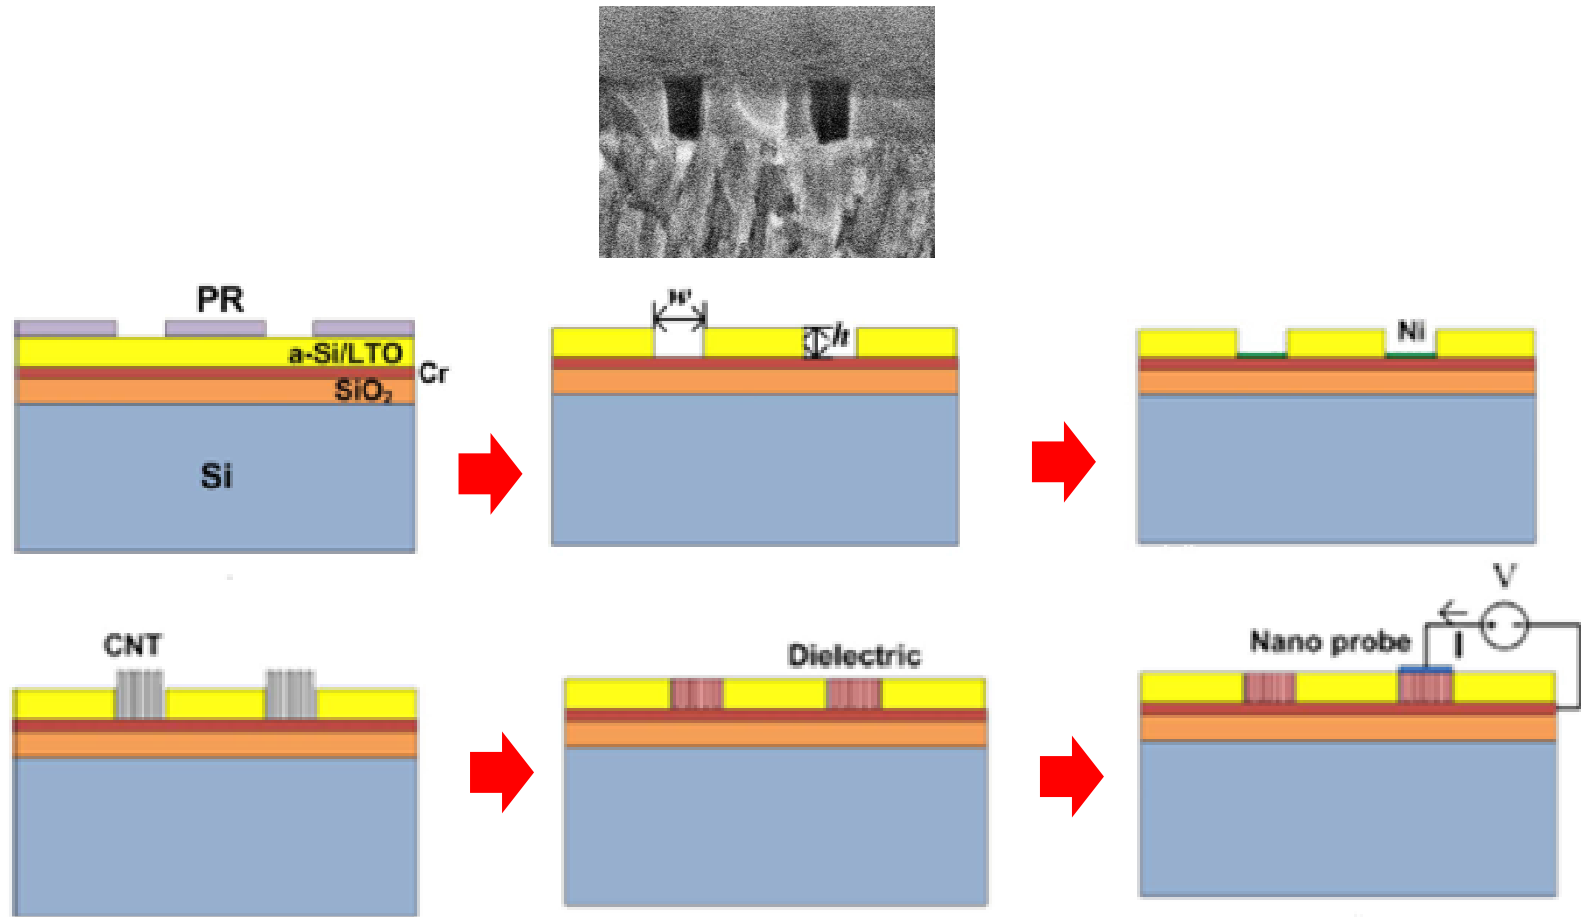 PR
a-Si/LTO
Cr
SiO₂
Si
w
h
Ni
CNT
Dielectric
Nano probe
I
V